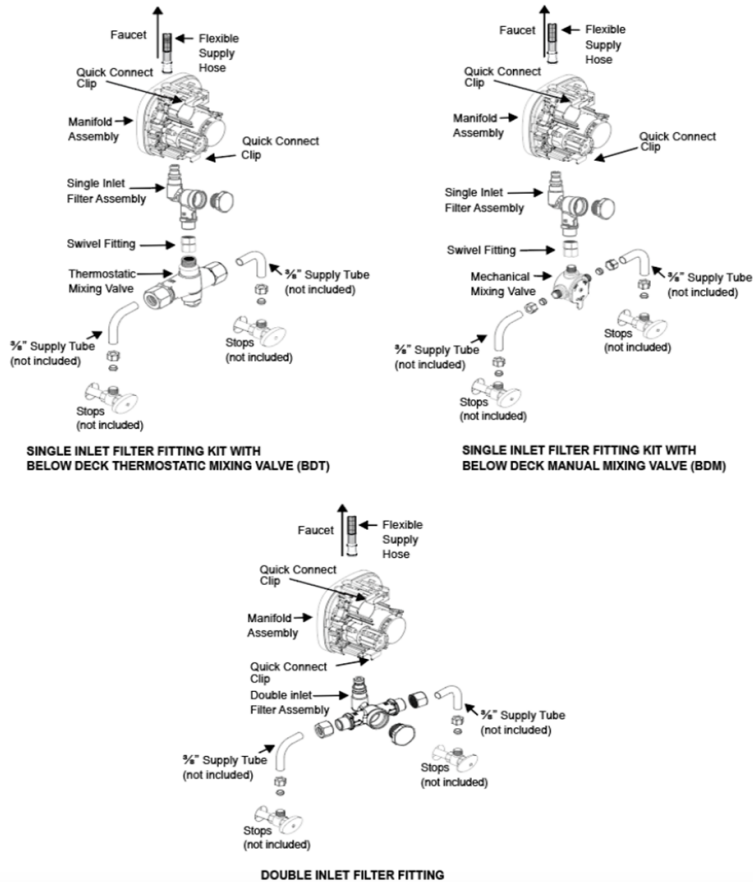 Faucet
Flexible
Supply
Hose
Quick Connect
Clip
Manifold
Assembly
Quick Connect
Clip
Single Inlet
Filter Assembly
Swivel Fitting
Thermostatic
Mixing Valve
⅜" Supply Tube
(not included)
⅜" Supply Tube
(not included)
Stops
(not included)
Stops
(not included)
SINGLE INLET FILTER FITTING KIT WITH
BELOW DECK THERMOSTATIC MIXING VALVE (BDT)
Faucet
Flexible
Supply
Hose
Quick Connect
Clip
Manifold
Assembly
Quick Connect
Clip
Single Inlet
Filter Assembly
Swivel Fitting
Mechanical
Mixing Valve
⅜" Supply Tube
(not included)
⅜" Supply Tube
(not included)
Stops
(not included)
Stops
(not included)
SINGLE INLET FILTER FITTING KIT WITH
BELOW DECK MANUAL MIXING VALVE (BDM)
Faucet
Flexible
Supply
Hose
Quick Connect
Clip
Manifold
Assembly
Quick Connect
Clip
Double inlet
Filter Assembly
⅜" Supply Tube
(not included)
⅜" Supply Tube
(not included)
Stops
(not included)
Stops
(not included)
DOUBLE INLET FILTER FITTING